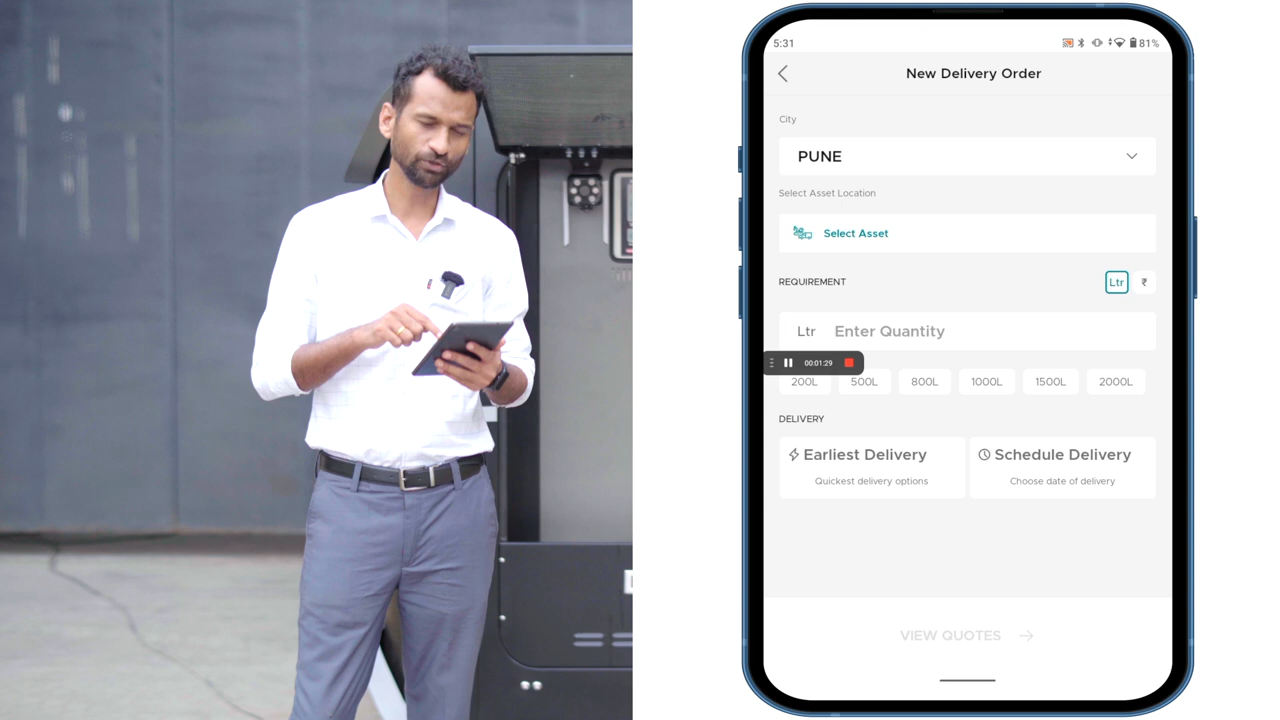 5:31
81%
New Delivery Order
City
PUNE
Select Asset Location
Select Asset
REQUIREMENT
Ltr ₹
Ltr Enter Quantity
00:01:29
200L 500L 800L 1000L 1500L 2000L
DELIVERY
Earliest Delivery
Quickest delivery options
Schedule Delivery
Choose date of delivery
VIEW QUOTES